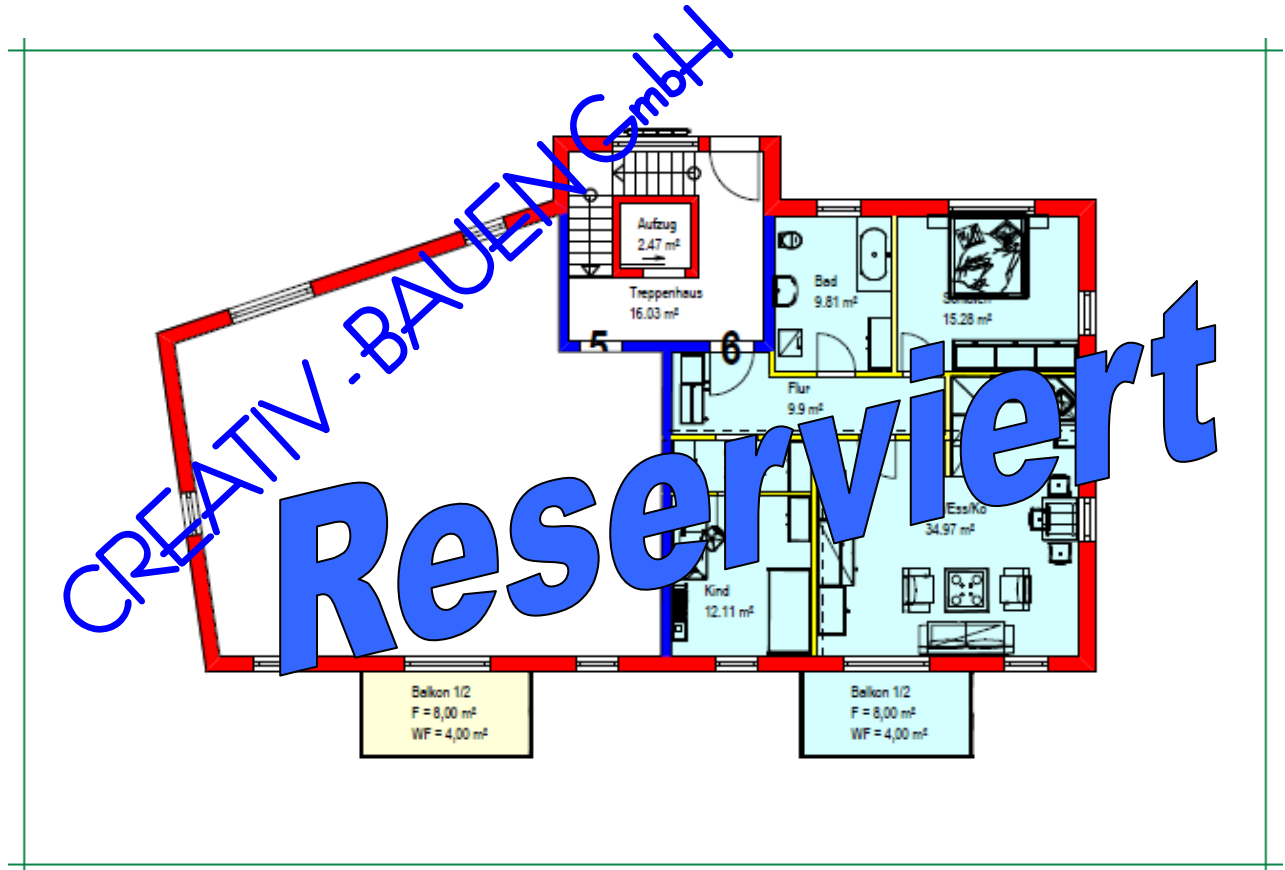 CREATIV - BAUEN GmbH
Aufzug
2.47 m²
Treppenhaus
16.03 m²
5
6
Bad
9.81 m²
15.28 m²
Flur
9.9 m²
Reserviert
/Ess/Ko
34.97 m²
Kind
12.11 m²
Balkon 1/2
F = 8,00 m²
WF = 4,00 m²
Balkon 1/2
F = 8,00 m²
WF = 4,00 m²